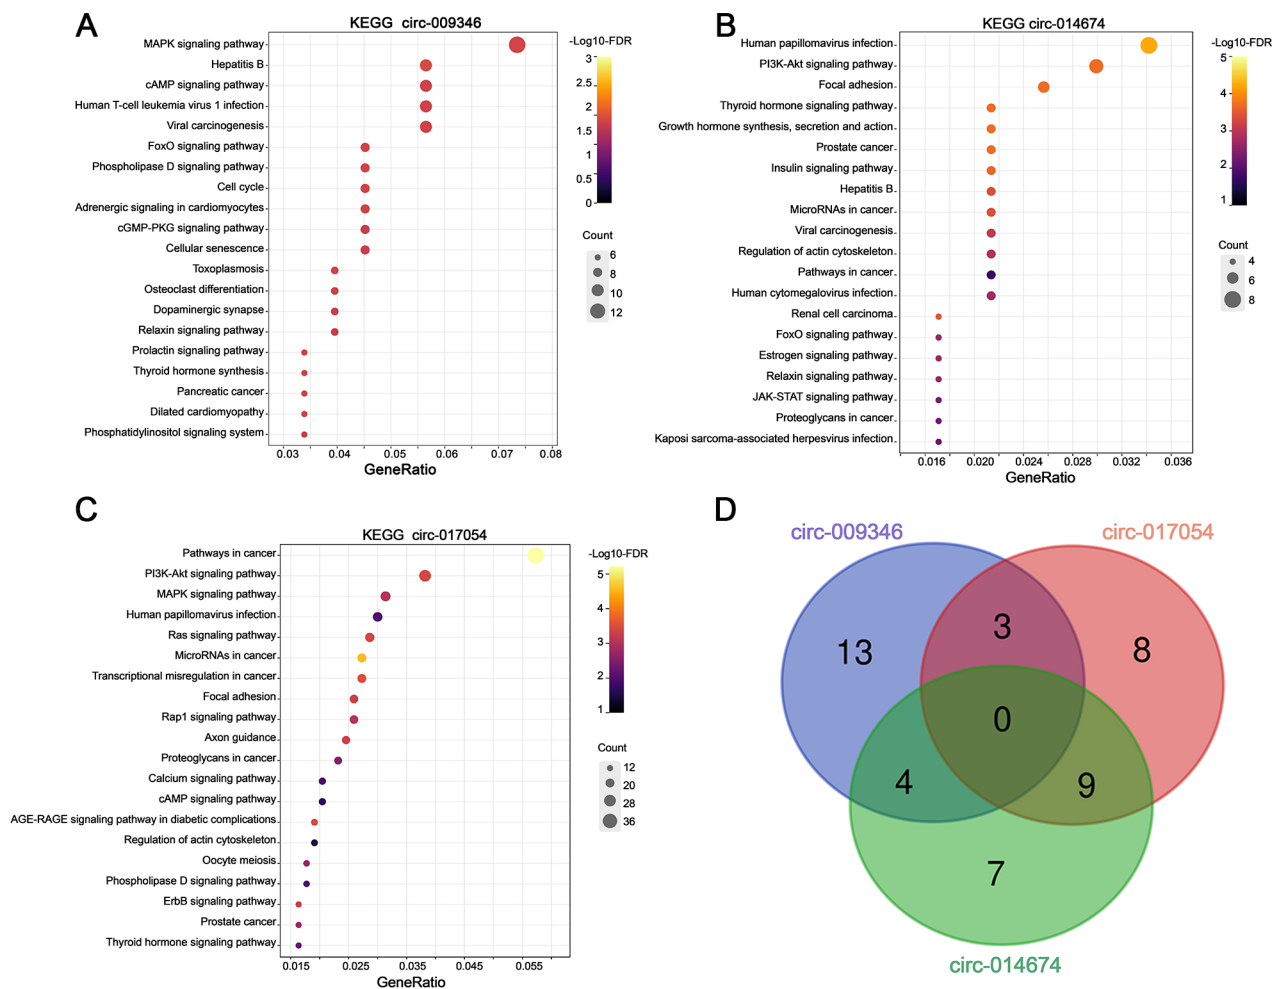 A
KEGG circ-009346
MAPK signaling pathway
Hepatitis B
cAMP signaling pathway
Human T-cell leukemia virus 1 infection
Viral carcinogenesis
FoxO signaling pathway
Phospholipase D signaling pathway
Cell cycle
Adrenergic signaling in cardiomyocytes
cGMP-PKG signaling pathway
Cellular senescence
Toxoplasmosis
Osteoclast differentiation
Dopaminergic synapse
Relaxin signaling pathway
Prolactin signaling pathway
Thyroid hormone synthesis
Pancreatic cancer
Dilated cardiomyopathy
Phosphatidylinositol signaling system
0.03 0.04 0.05 0.06 0.07 0.08
GeneRatio
-Log10-FDR
3
2.5
2
1.5
1
0.5
0
Count
6
8
10
12
B
KEGG circ-014674
Human papillomavirus infection
PI3K-Akt signaling pathway
Focal adhesion
Thyroid hormone signaling pathway
Growth hormone synthesis, secretion and action
Prostate cancer
Insulin signaling pathway
Hepatitis B
MicroRNAs in cancer
Viral carcinogenesis
Regulation of actin cytoskeleton
Pathways in cancer
Human cytomegalovirus infection
Renal cell carcinoma
FoxO signaling pathway
Estrogen signaling pathway
Relaxin signaling pathway
JAK-STAT signaling pathway
Proteoglycans in cancer
Kaposi sarcoma-associated herpesvirus infection
0.016 0.020 0.024 0.028 0.032 0.036
GeneRatio
-Log10-FDR
5
4
3
2
1
Count
4
6
8
C
KEGG circ-017054
Pathways in cancer
PI3K-Akt signaling pathway
MAPK signaling pathway
Human papillomavirus infection
Ras signaling pathway
MicroRNAs in cancer
Transcriptional misregulation in cancer
Focal adhesion
Rap1 signaling pathway
Axon guidance
Proteoglycans in cancer
Calcium signaling pathway
cAMP signaling pathway
AGE-RAGE signaling pathway in diabetic complications
Regulation of actin cytoskeleton
Oocyte meiosis
Phospholipase D signaling pathway
ErbB signaling pathway
Prostate cancer
Thyroid hormone signaling pathway
0.015 0.025 0.035 0.045 0.055
GeneRatio
-Log10-FDR
5
4
3
2
1
Count
12
20
28
36
D
circ-009346
circ-017054
13
3
8
0
4
9
7
circ-014674